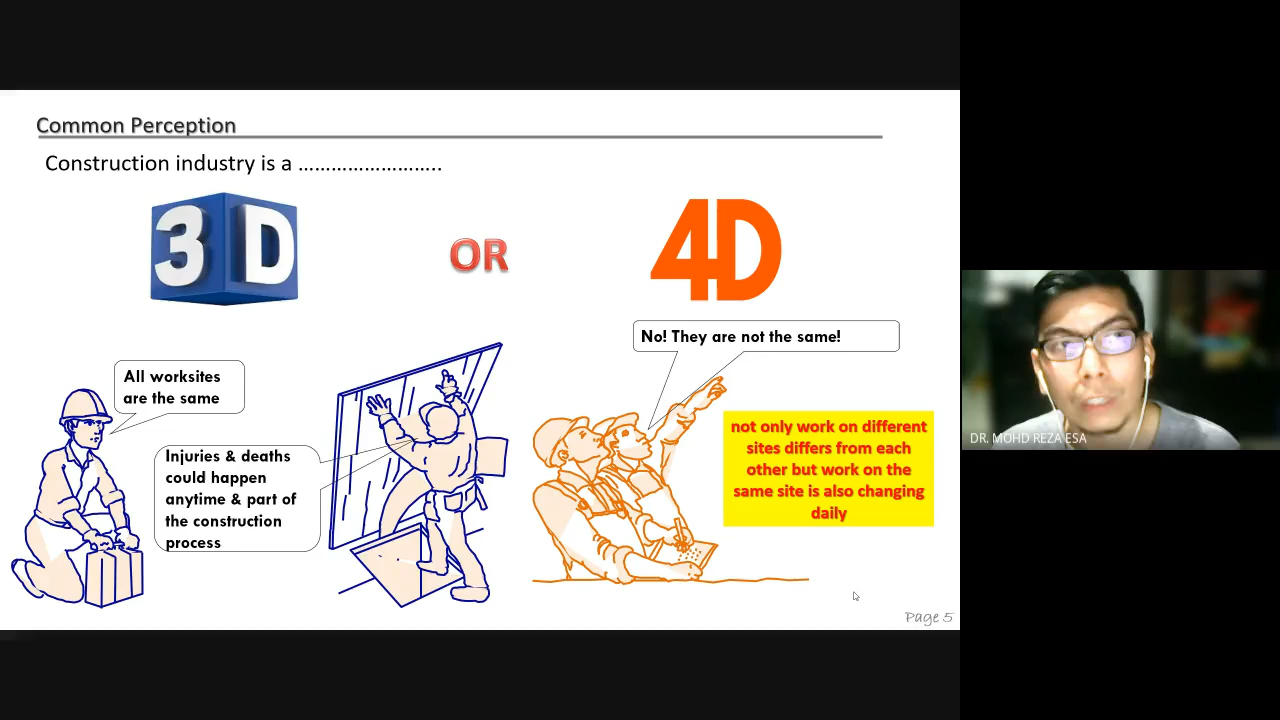 Common Perception
Construction industry is a ……………………..
3D
OR
4D
No! They are not the same!
All worksites
are the same
Injuries & deaths
could happen
anytime & part of
the construction
process
not only work on different
sites differs from each
other but work on the
same site is also changing
daily
Page 5
DR. MOHD REZA ESA